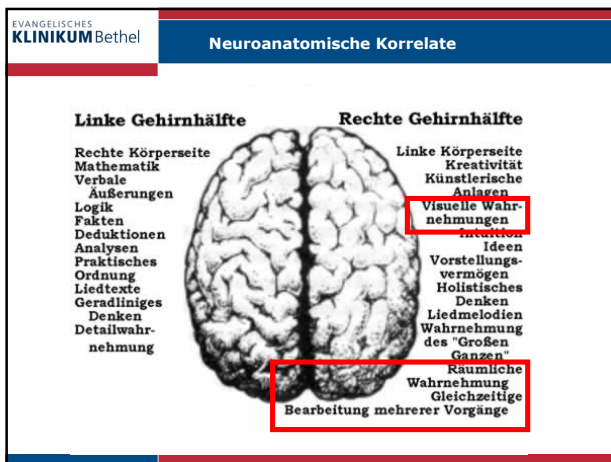 EVANGELISCHES
KLINIKUM Bethel
Neuroanatomische Korrelate
Linke Gehirnhälfte
Rechte Körperseite
Mathematik
Verbale
Äußerungen
Logik
Fakten
Deduktionen
Analysen
Praktisches
Ordnung
Liedtexte
Geradliniges
Denken
Detailwahr-
nehmung
Rechte Gehirnhälfte
Linke Körperseite
Kreativität
Künstlerische
Anlagen
Visuelle Wahr-
nehmungen
Intuition
Ideen
Vorstellungs-
vermögen
Holistisches
Denken
Liedmelodien
Wahrnehmung
des "Großen
Ganzen"
Räumliche
Wahrnehmung
Gleichzeitige
Bearbeitung mehrerer Vorgänge